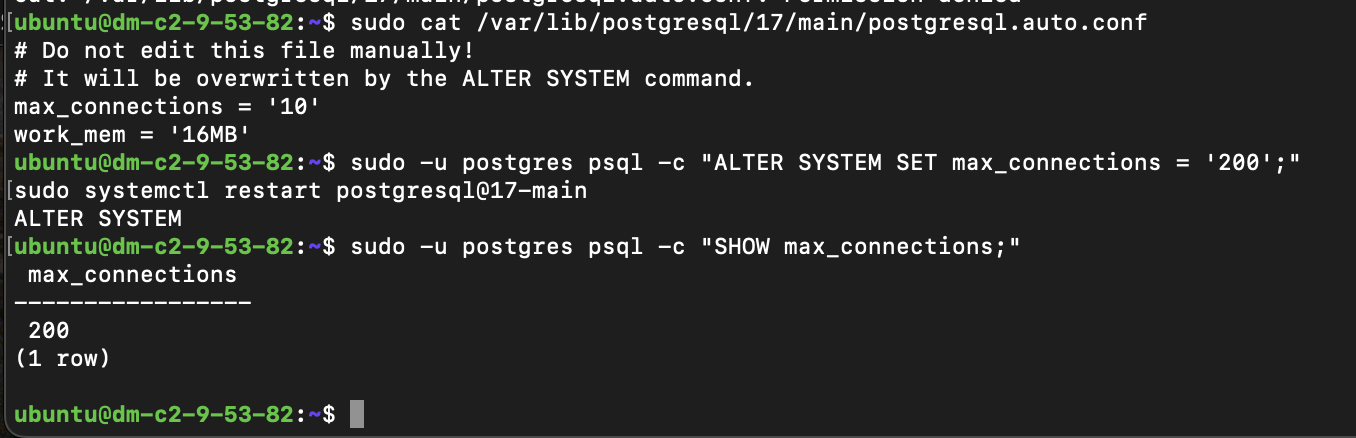 ubuntu@dm-c2-9-53-82:~$ sudo cat /var/lib/postgresql/17/main/postgresql.auto.conf
# Do not edit this file manually!
# It will be overwritten by the ALTER SYSTEM command.
max_connections = '10'
work_mem = '16MB'
ubuntu@dm-c2-9-53-82:~$ sudo -u postgres psql -c "ALTER SYSTEM SET max_connections = '200';"
[sudo systemctl restart postgresql@17-main
ALTER SYSTEM
[ubuntu@dm-c2-9-53-82:~$ sudo -u postgres psql -c "SHOW max_connections;"
 max_connections
-----------------
 200
(1 row)

ubuntu@dm-c2-9-53-82:~$